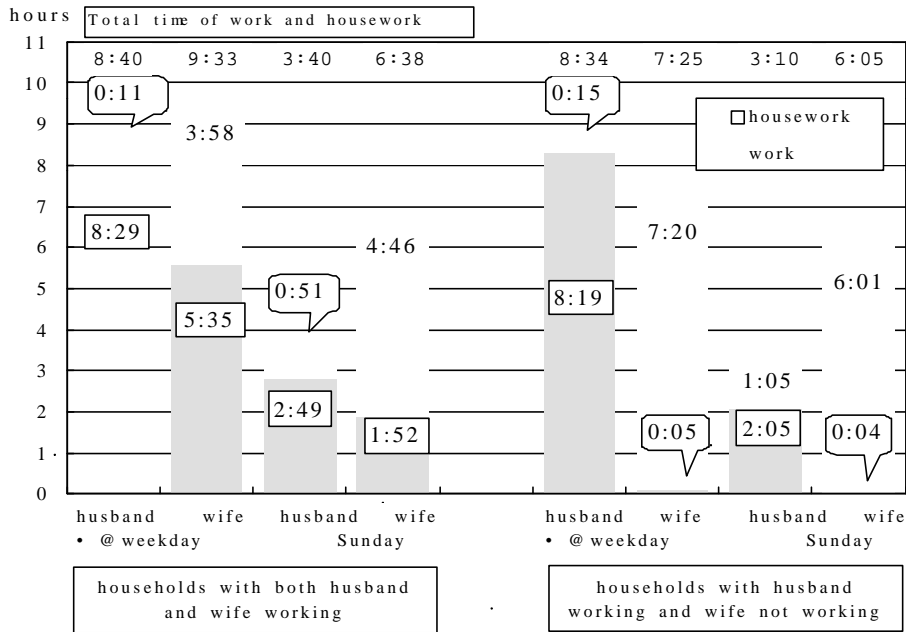 hours
Total time of work and housework
11
8:40 9:33 3:40 6:38 8:34 7:25 3:10 6:05
10
0:11 0:15
housework
9
3:58
work
8
7
8:29
7:20
6
4:46
6:01
5
0:51
8:19
5:35
4
3
1:05
2:49
2
1:52
0:05
2:05
0:04
1
0
husband wife husband wife husband wife husband wife
• @ weekday Sunday • @ weekday Sunday
households with both husband
and wife working
households with husband
working and wife not working